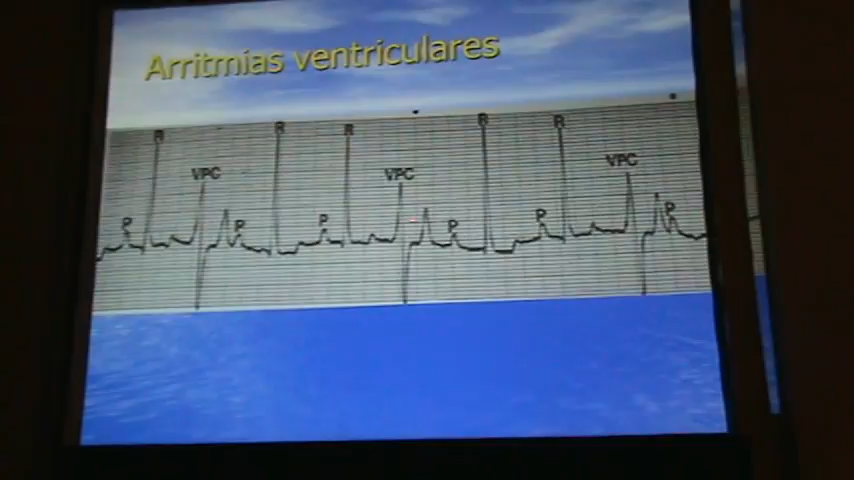 Arritmias ventriculares
R R R R R
VPC VPC VPC
P P P P P P